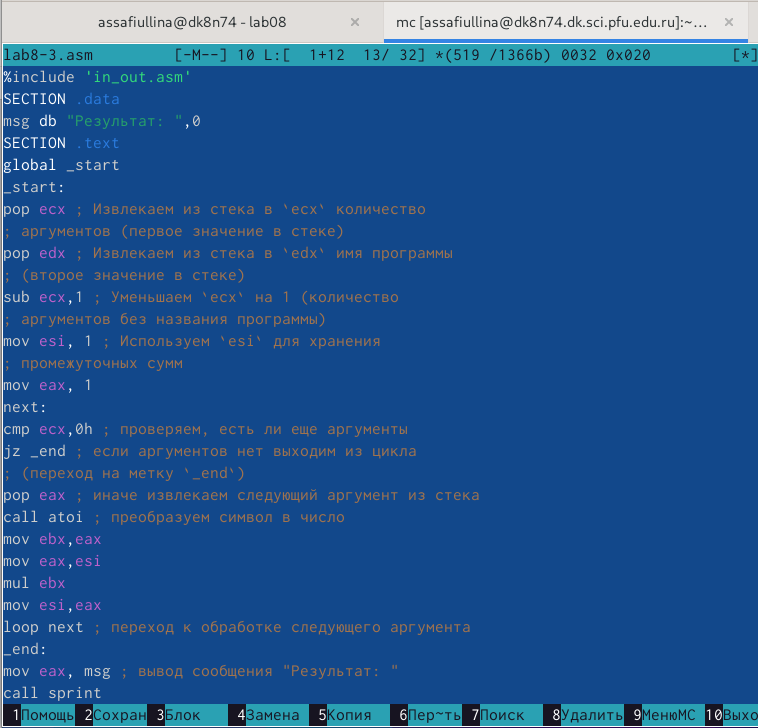 assafiullina@dk8n74 - lab08 × mc [assafiullina@dk8n74.dk.sci.pfu.edu.ru]:~... ×
lab8-3.asm [-M--] 10 L:[ 1+12 13/ 32] *(519 /1366b) 0032 0x020 [*]
%include 'in_out.asm'
SECTION .data
msg db "Результат: ",0
SECTION .text
global _start
_start:
pop ecx ; Извлекаем из стека в `ecx` количество
; аргументов (первое значение в стеке)
pop edx ; Извлекаем из стека в `edx` имя программы
; (второе значение в стеке)
sub ecx,1 ; Уменьшаем `ecx` на 1 (количество
; аргументов без названия программы)
mov esi, 1 ; Используем `esi` для хранения
; промежуточных сумм
mov eax, 1
next:
cmp ecx,0h ; проверяем, есть ли еще аргументы
jz _end ; если аргументов нет выходим из цикла
; (переход на метку `_end`)
pop eax ; иначе извлекаем следующий аргумент из стека
call atoi ; преобразуем символ в число
mov ebx,eax
mov eax,esi
mul ebx
mov esi,eax
loop next ; переход к обработке следующего аргумента
_end:
mov eax, msg ; вывод сообщения "Результат: "
call sprint
1Помощь 2Сохран 3Блок 4Замена 5Копия 6Пер~ть 7Поиск 8Удалить 9МенюMC 10Выхо